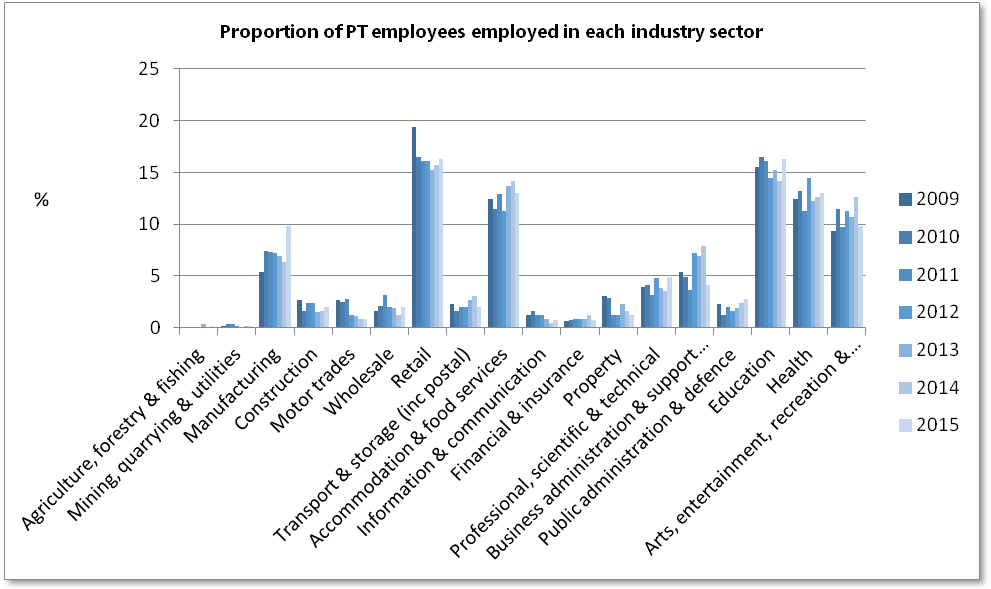 Proportion of PT employees employed in each industry sector
25
20
15
10
5
0
%
Agriculture, forestry & fishing
Mining, quarrying & utilities
Manufacturing
Construction
Motor trades
Wholesale
Retail
Transport & storage (inc postal)
Accommodation & food services
Information & communication
Financial & insurance
Property
Professional, scientific & technical
Business administration & support...
Public administration & defence
Education
Health
Arts, entertainment, recreation &...
2009
2010
2011
2012
2013
2014
2015